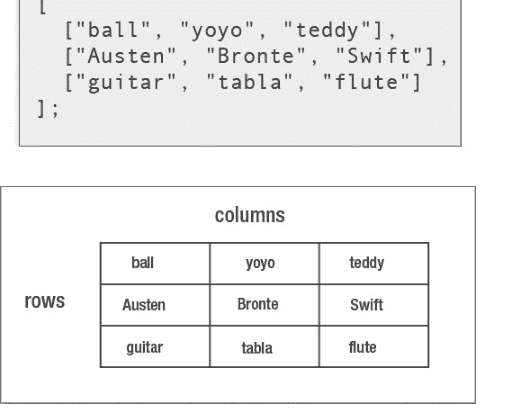 [
["ball", "yoyo", "teddy"],
["Austen", "Bronte", "Swift"],
["guitar", "tabla", "flute"]
];
columns
ball yoyo teddy
rows
Austen Bronte Swift
guitar tabla flute